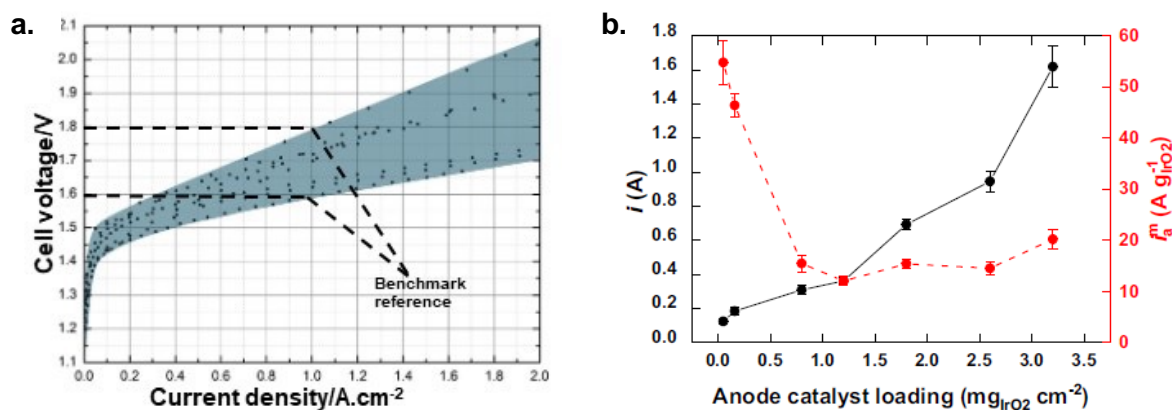 a.
2.1
2.0
1.9
1.8
1.7
1.6
1.5
1.4
1.3
1.2
1.1
Cell voltage/V
Benchmark
reference
0.0 0.2 0.4 0.6 0.8 1.0 1.2 1.4 1.6 1.8 2.0
Current density/A.cm-2
b.
1.8
1.6
1.4
1.2
1.0
0.8
0.6
0.4
0.2
0.0
i (A)
60
50
40
30
20
10
0
i_a^m (A g^-1_IrO2)
0.0 0.5 1.0 1.5 2.0 2.5 3.0 3.5
Anode catalyst loading (mg_IrO2 cm^-2)